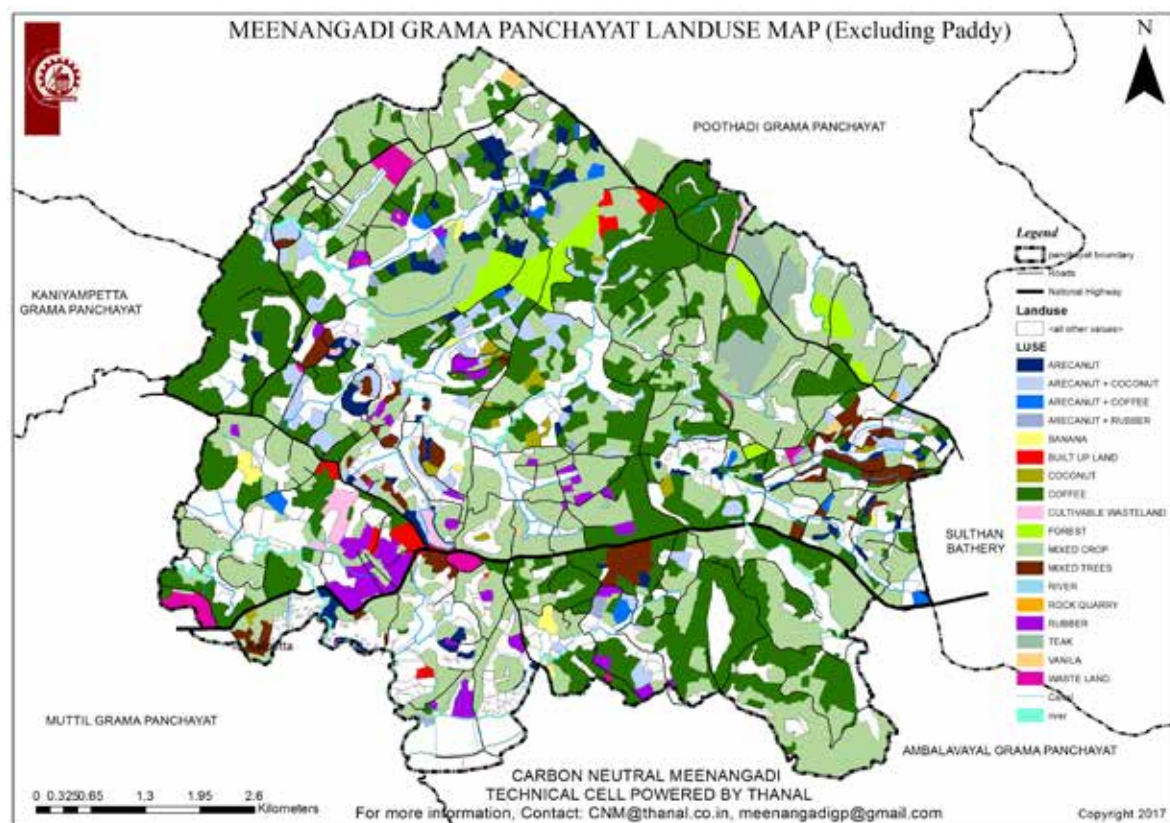 MEENANGADI GRAMA PANCHAYAT LANDUSE MAP (Excluding Paddy)
N
POOTHADI GRAMA PANCHAYAT
KANIYAMPETTA
GRAMA PANCHAYAT
Legend
panchayat boundary
Roads
National Highway
Landuse
<all other values>
LUSE
ARECANUT
ARECANUT + COCONUT
ARECANUT + COFFEE
ARECANUT + RUBBER
BANANA
BUILT UP LAND
COCONUT
COFFEE
CULTIVABLE WASTELAND
FOREST
MIXED CROP
MIXED TREES
RIVER
ROCK QUARRY
RUBBER
TEAK
VANILA
WASTE LAND
Canal
river
SULTHAN
BATHERY
MUTTIL GRAMA PANCHAYAT
AMBALAVAYAL GRAMA PANCHAYAT
CARBON NEUTRAL MEENANGADI
TECHNICAL CELL POWERED BY THANAL
0 0.325 0.65 1.3 1.95 2.6
Kilometers
For more information, Contact: CNM@thanal.co.in, meenangadigp@gmail.com
Copyright 2017